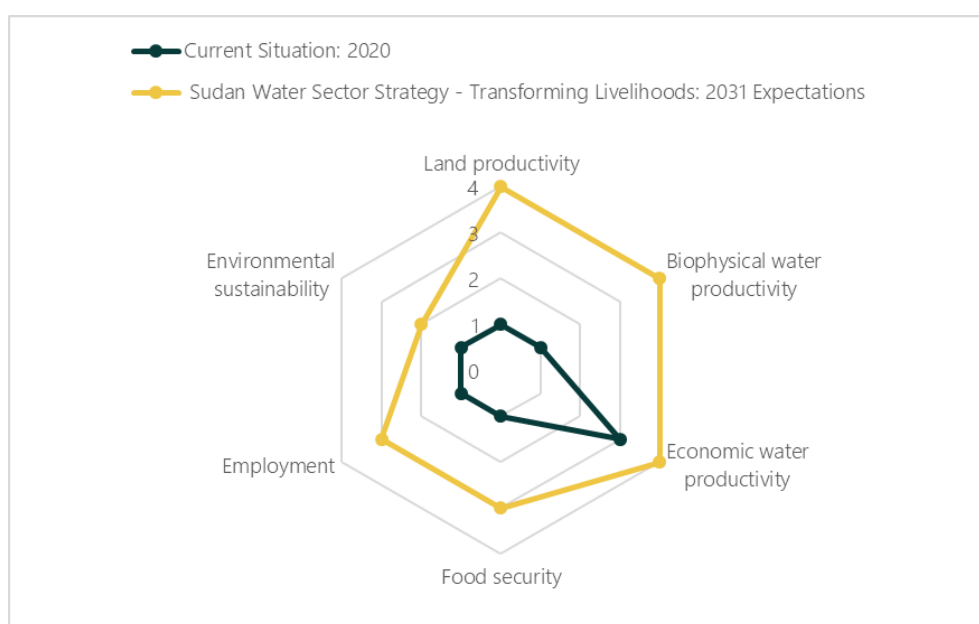 Current Situation: 2020
Sudan Water Sector Strategy - Transforming Livelihoods: 2031 Expectations
Land productivity
4
3
2
1
0
Biophysical water
productivity
Economic water
productivity
Food security
Employment
Environmental
sustainability